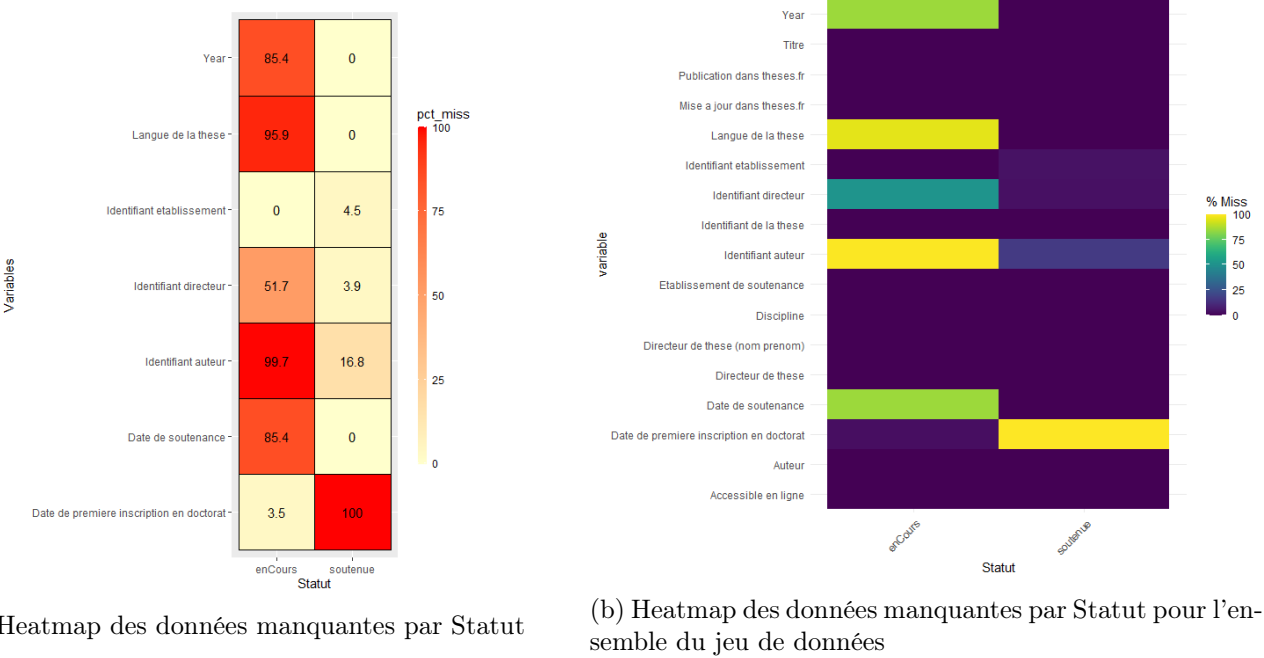 Variables
Year
85.4
0
Langue de la these
95.9
0
Identifiant etablissement
0
4.5
Identifiant directeur
51.7
3.9
Identifiant auteur
99.7
16.8
Date de soutenance
85.4
0
Date de premiere inscription en doctorat
3.5
100
enCours
soutenue
Statut
pct_miss
100
75
50
25
0
Heatmap des données manquantes par Statut
variable
Year
Titre
Publication dans theses.fr
Mise a jour dans theses.fr
Langue de la these
Identifiant etablissement
Identifiant directeur
Identifiant de la these
Identifiant auteur
Etablissement de soutenance
Discipline
Directeur de these (nom prenom)
Directeur de these
Date de soutenance
Date de premiere inscription en doctorat
Auteur
Accessible en ligne
enCours
soutenue
Statut
% Miss
100
75
50
25
0
(b) Heatmap des données manquantes par Statut pour l'en-
semble du jeu de données